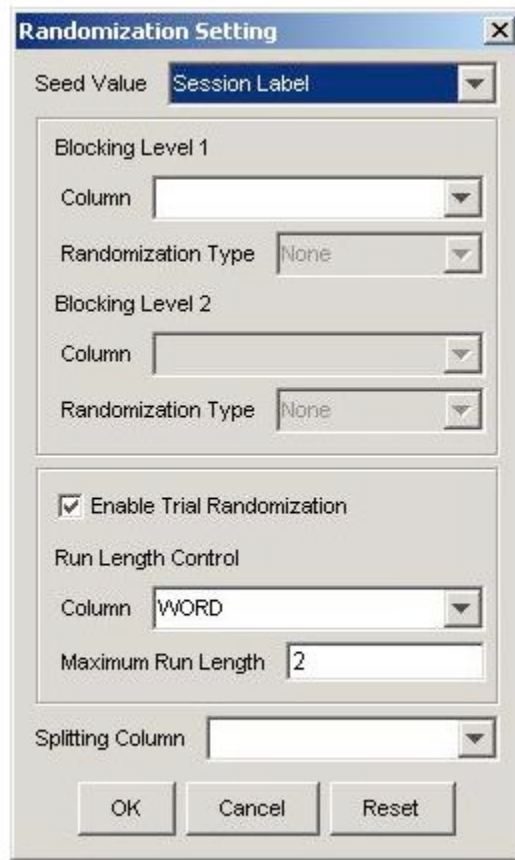 Randomization Setting
Seed Value Session Label
Blocking Level 1
Column
Randomization Type None
Blocking Level 2
Column
Randomization Type None
Enable Trial Randomization
Run Length Control
Column WORD
Maximum Run Length 2
Splitting Column
OK Cancel Reset